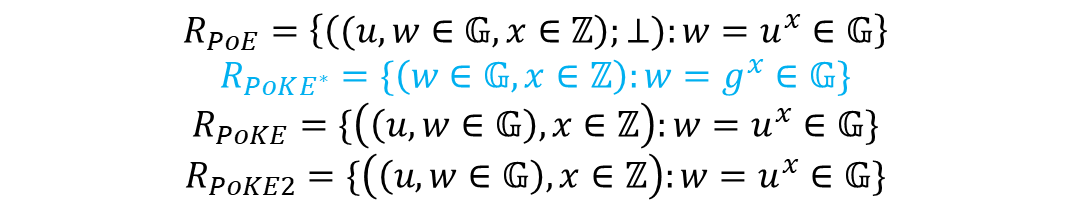 R_{PoE} = {((u, w ∈ 𝔾, x ∈ ℤ); ⊥): w = u^x ∈ 𝔾}
R_{PoKE^*} = {(w ∈ 𝔾, x ∈ ℤ): w = g^x ∈ 𝔾}
R_{PoKE} = {((u, w ∈ 𝔾), x ∈ ℤ): w = u^x ∈ 𝔾}
R_{PoKE2} = {((u, w ∈ 𝔾), x ∈ ℤ): w = u^x ∈ 𝔾}